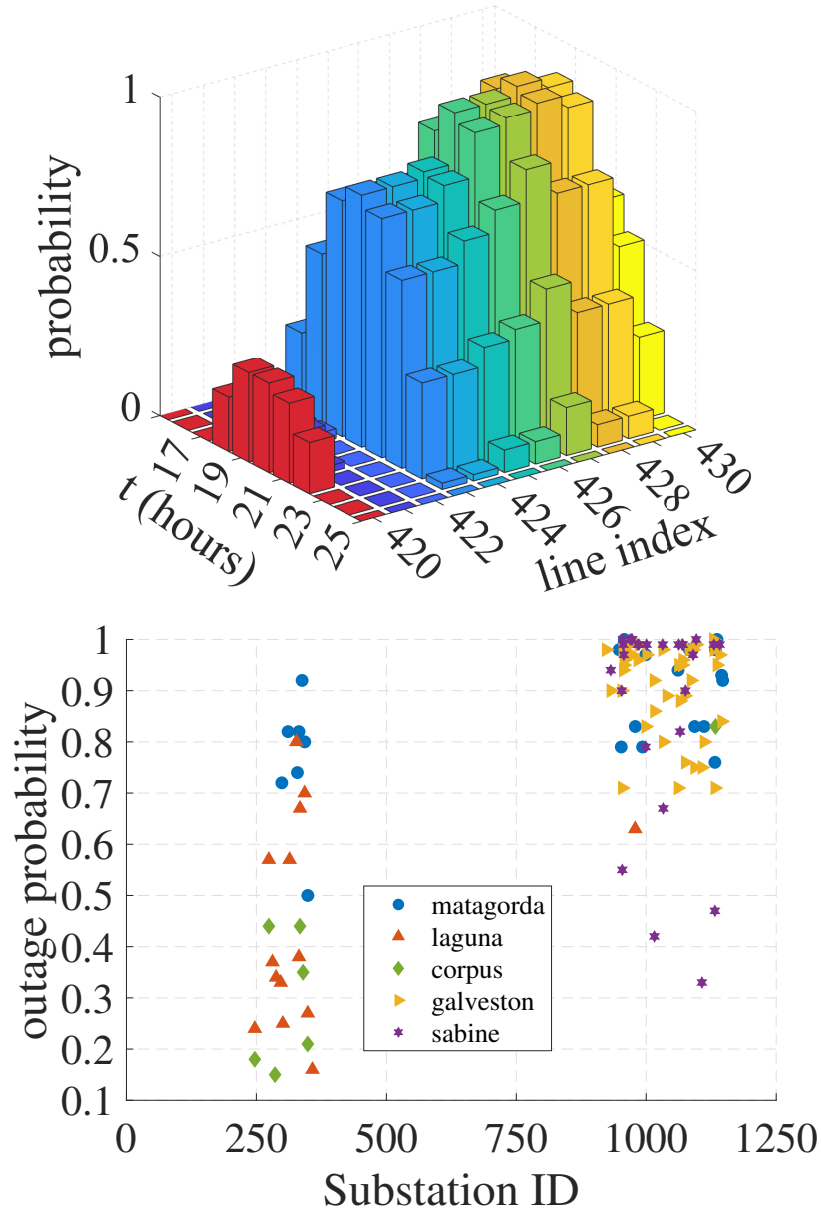 1
0.5
0
probability
17
19
21
23
25
t (hours)
420
422
424
426
428
430
line index
1
0.9
0.8
0.7
0.6
0.5
0.4
0.3
0.2
0.1
outage probability
matagorda
laguna
corpus
galveston
sabine
0 250 500 750 1000 1250
Substation ID